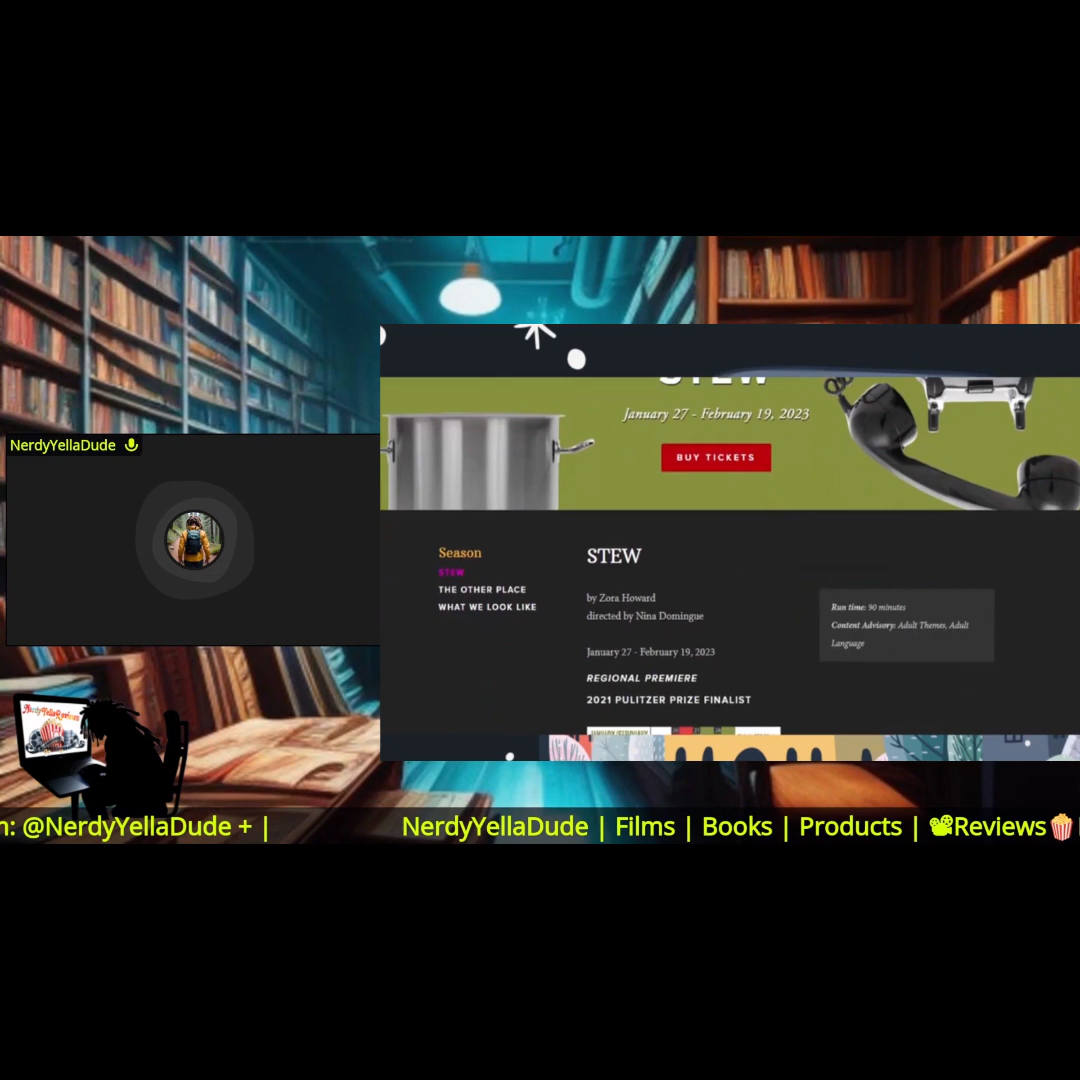 STEW
January 27 - February 19, 2023
BUY TICKETS
NerdyYellaDude
Season
STEW
THE OTHER PLACE
WHAT WE LOOK LIKE
STEW
by Zora Howard
directed by Nina Domingue
January 27 - February 19, 2023
REGIONAL PREMIERE
2021 PULITZER PRIZE FINALIST
Run time: 90 minutes
Content Advisory: Adult Themes, Adult
Language
NerdyYellaReviews
: @NerdyYellaDude + |
NerdyYellaDude | Films | Books | Products | 📽Reviews🍿